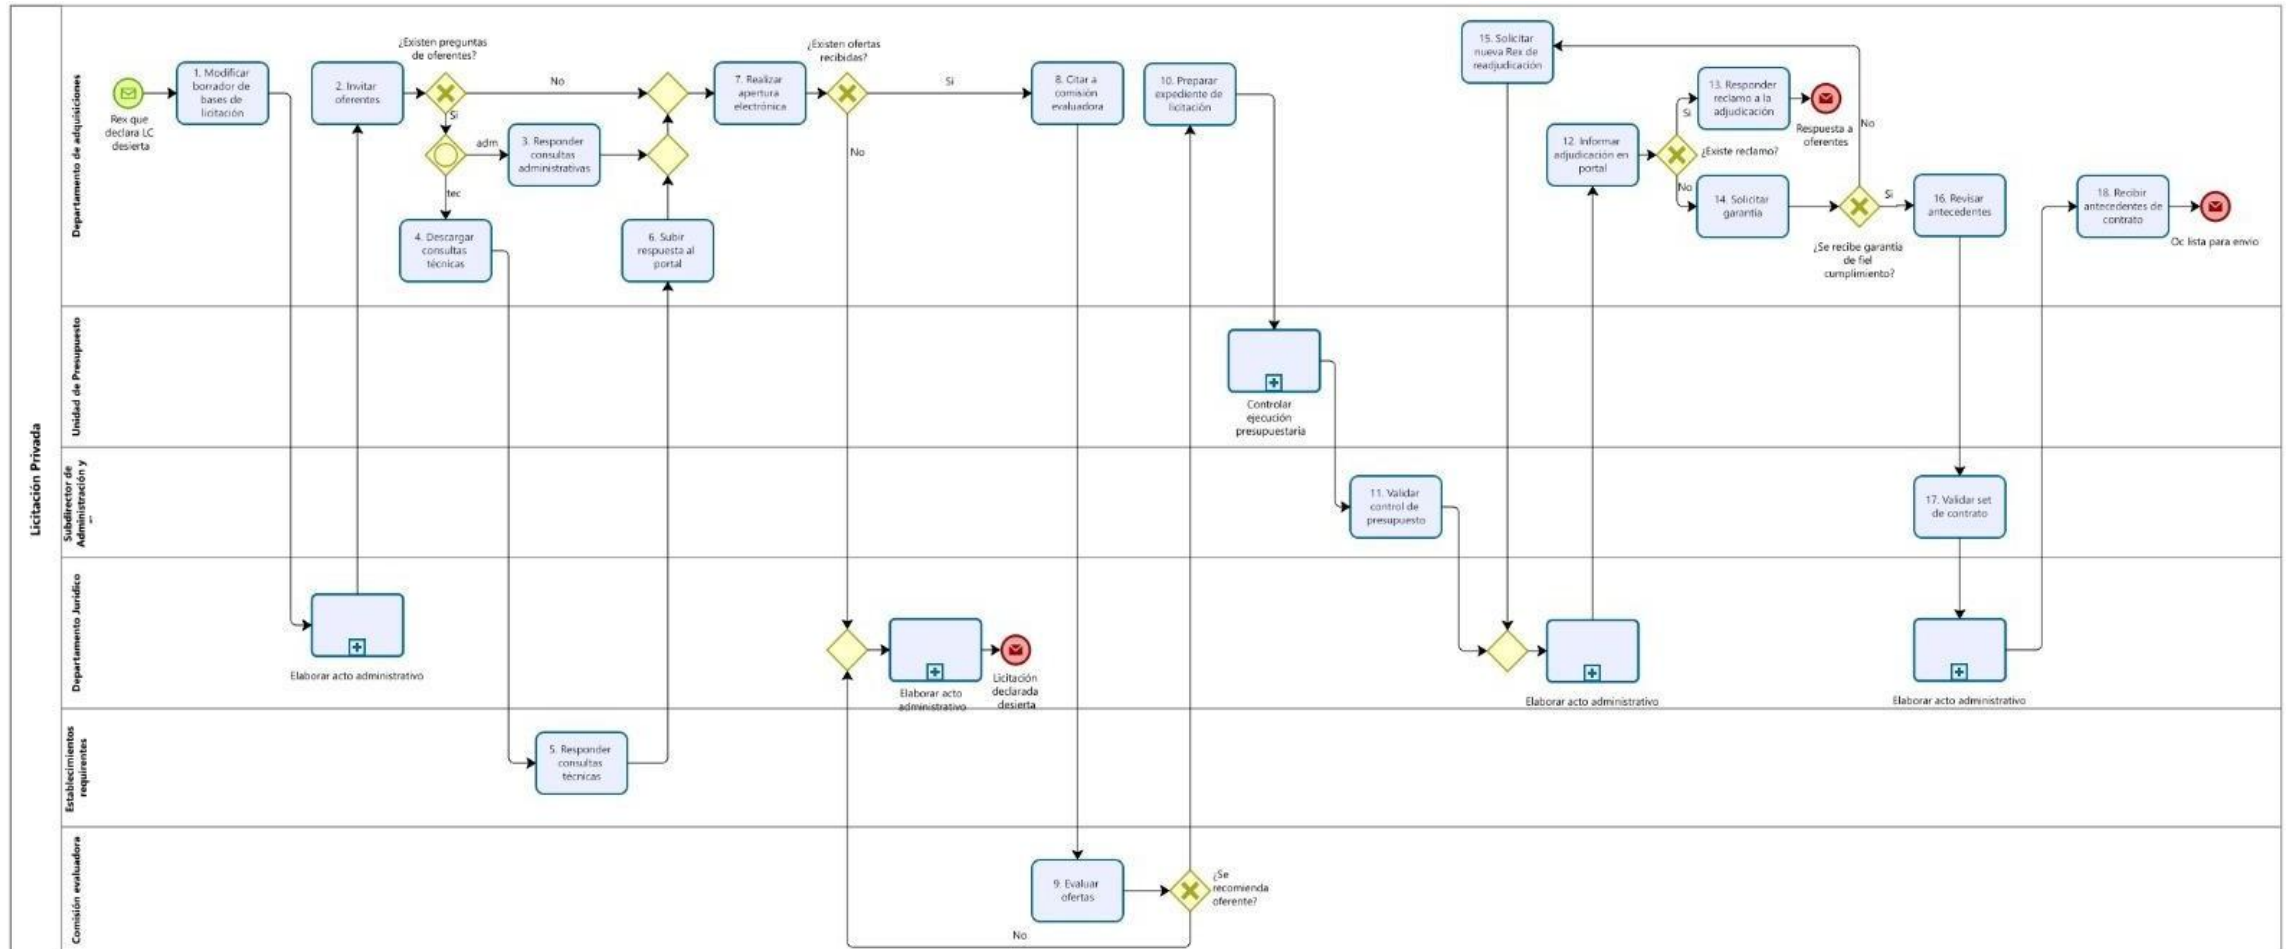 Licitación Privada
Departamento de adquisiciones
Rex que
declara LC
desierta
1. Modificar
borrador de
bases de
licitación
2. Invitar
oferentes
¿Existen preguntas
de oferentes?
No
Si
adm
tec
3. Responder
consultas
administrativas
4. Descargar
consultas
técnicas
6. Subir
respuesta al
portal
7. Realizar
apertura
electrónica
¿Existen ofertas
recibidas?
Si
No
8. Citar a
comisión
evaluadora
10. Preparar
expediente de
licitación
15. Solicitar
nueva Rex de
readjudicación
12. Informar
adjudicación en
portal
Si
¿Existe reclamo?
No
13. Responder
reclamo a la
adjudicación
Respuesta a
oferentes
14. Solicitar
garantía
No
Si
¿Se recibe garantía
de fiel
cumplimiento?
16. Revisar
antecedentes
18. Recibir
antecedentes de
contrato
Oc lista para envio
Unidad de Presupuesto
Controlar
ejecución
presupuestaria
Subdirector de
Administración y
11. Validar
control de
presupuesto
17. Validar set
de contrato
Departamento Jurídico
Elaborar acto administrativo
Elaborar acto
administrativo
Licitación
declarada
desierta
Elaborar acto administrativo
Elaborar acto administrativo
Establecimientos
requirentes
5. Responder
consultas
técnicas
Comisión evaluadora
9. Evaluar
ofertas
¿Se
recomienda
oferente?
No